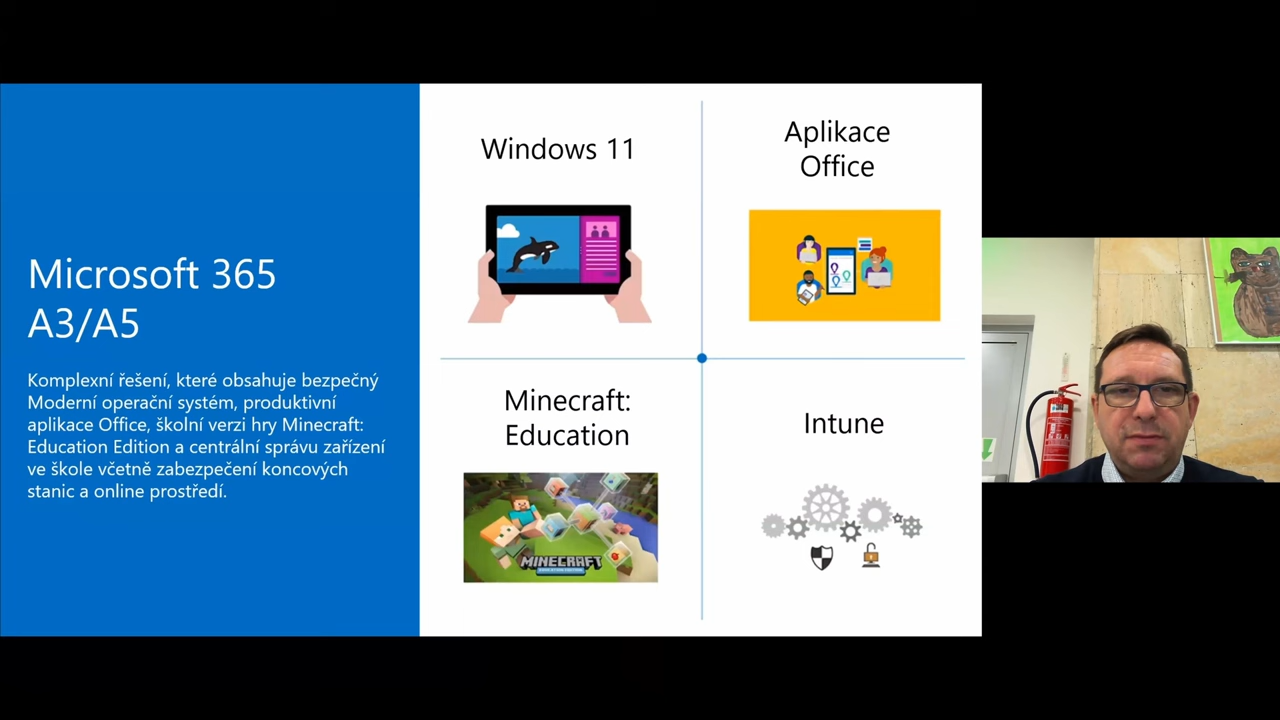 Microsoft 365
A3/A5
Komplexní řešení, které obsahuje bezpečný
Moderní operační systém, produktivní
aplikace Office, školní verzi hry Minecraft:
Education Edition a centrální správu zařízení
ve škole včetně zabezpečení koncových
stanic a online prostředí.
Windows 11
Aplikace
Office
Minecraft:
Education
MINECRAFT
Intune